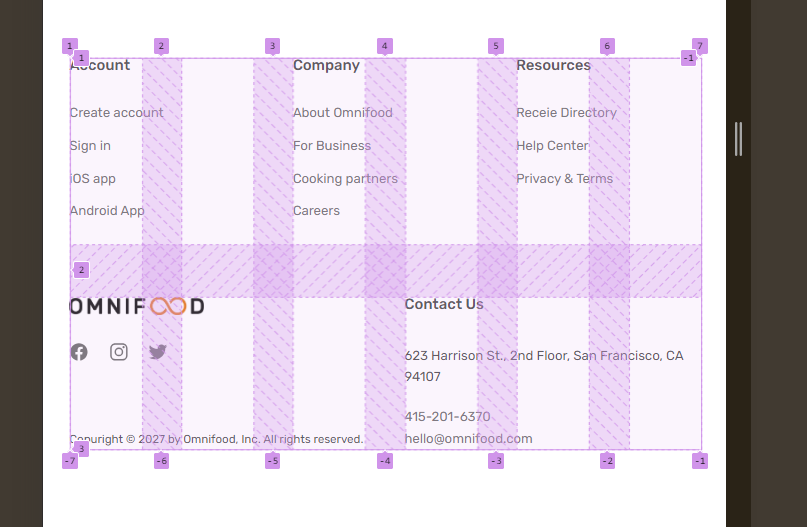 1 2 3 4 5 6 7
1 -1
Account Company Resources
Create account About Omnifood Receie Directory
Sign in For Business Help Center
iOS app Cooking partners Privacy & Terms
Android App Careers
2
OMNIFOOD Contact Us
623 Harrison St., 2nd Floor, San Francisco, CA
94107
415-201-6370
Copyright © 2027 by Omnifood, Inc. All rights reserved. hello@omnifood.com
3
-7 -6 -5 -4 -3 -2 -1